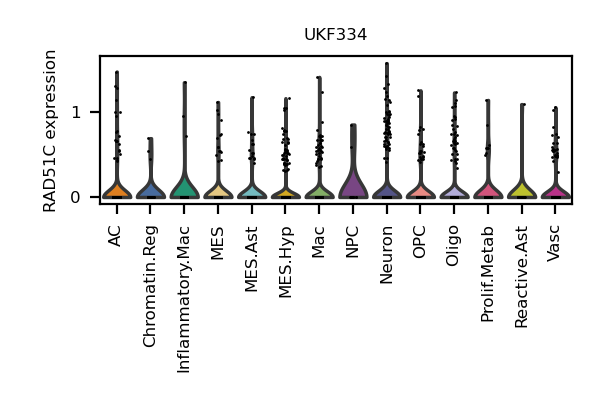 UKF334
RAD51C expression
1
0
AC
Chromatin.Reg
Inflammatory.Mac
MES
MES.Ast
MES.Hyp
Mac
NPC
Neuron
OPC
Oligo
Prolif.Metab
Reactive.Ast
Vasc